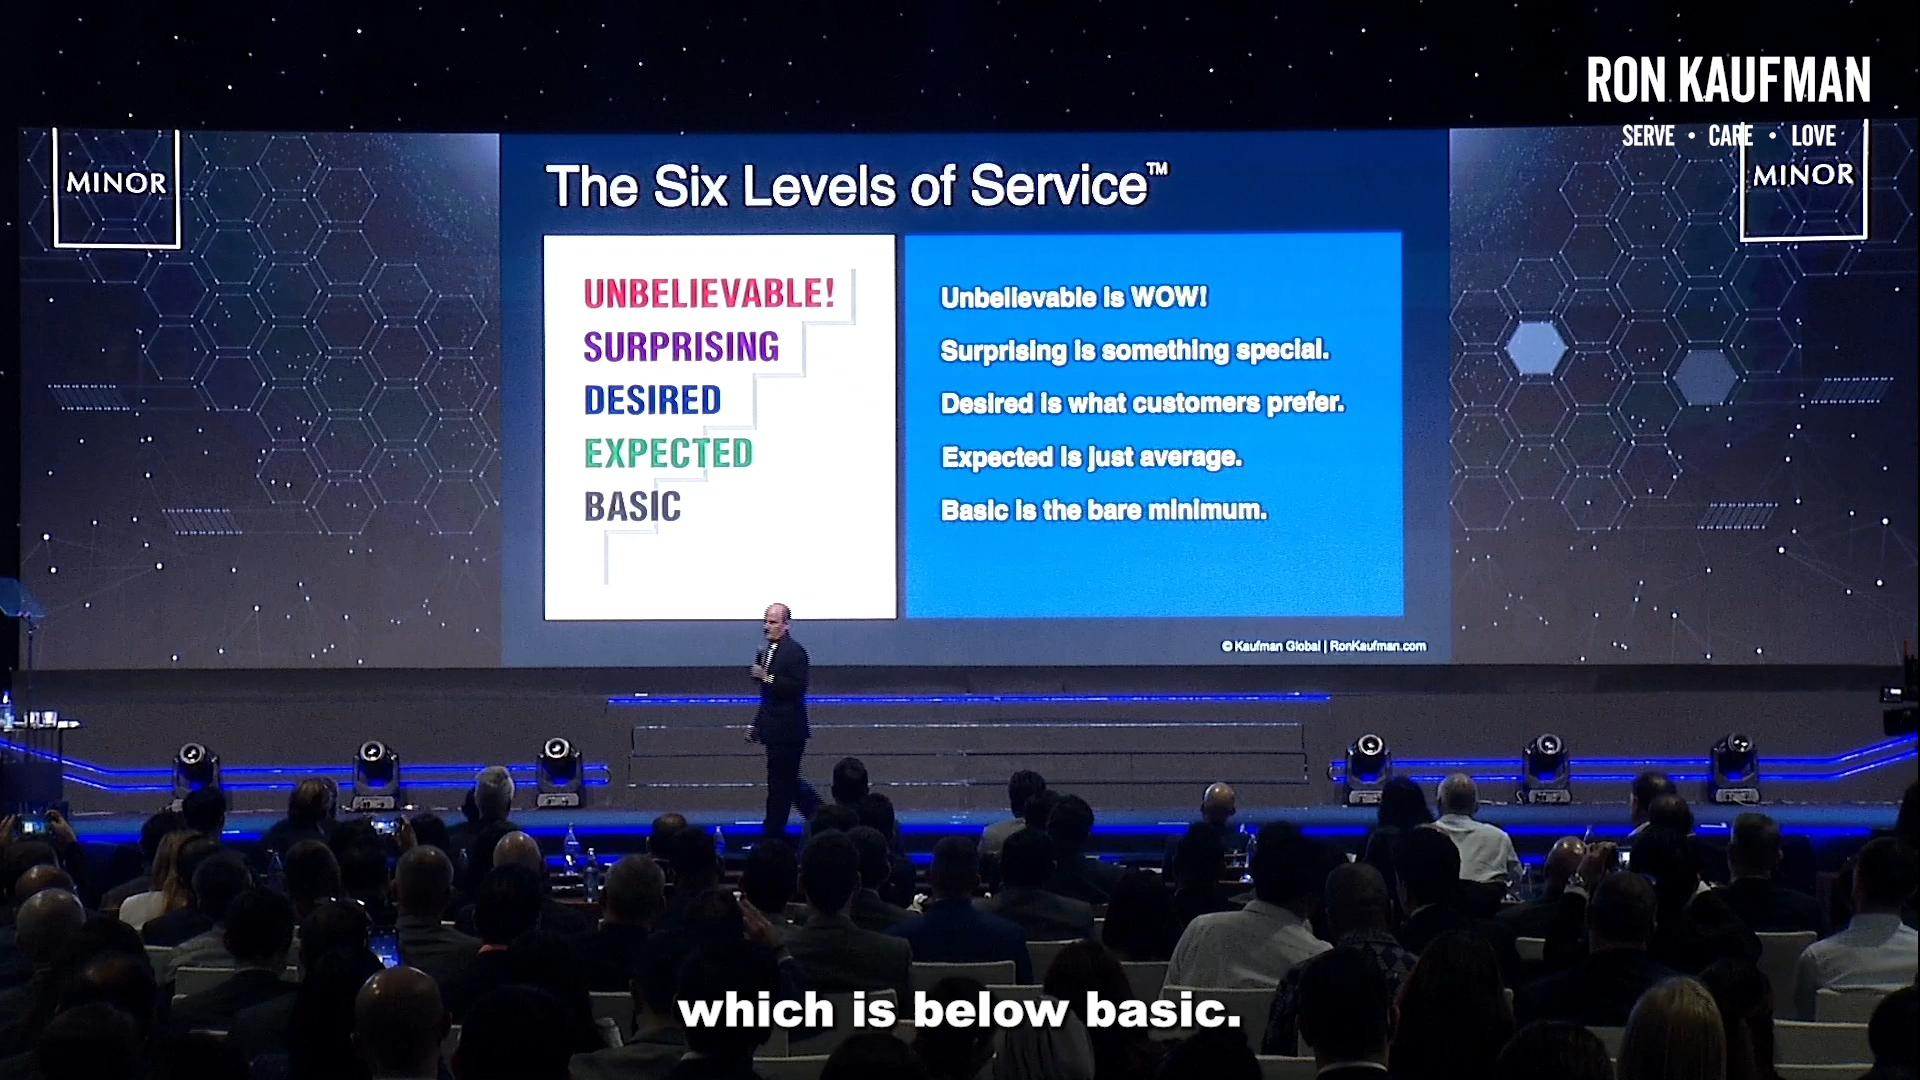 RON KAUFMAN
SERVE • CARE • LOVE
MINOR
MINOR
The Six Levels of Service™
UNBELIEVABLE!
SURPRISING
DESIRED
EXPECTED
BASIC
Unbelievable is WOW!
Surprising is something special.
Desired is what customers prefer.
Expected is just average.
Basic is the bare minimum.
© Kaufman Global | RonKaufman.com
which is below basic.